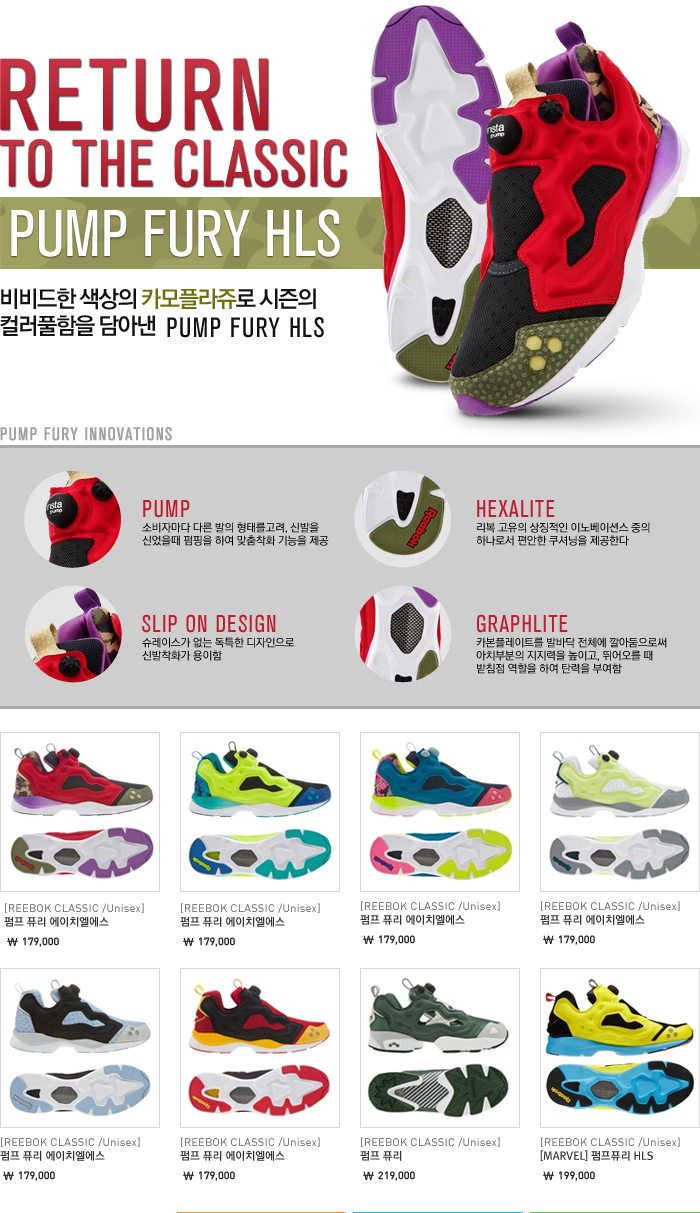 RETURN
TO THE CLASSIC
PUMP FURY HLS
비비드한 색상의 카모플라쥬로 시즌의
컬러풀함을 담아낸 PUMP FURY HLS
insta
pump
PUMP FURY INNOVATIONS
insta
pump
PUMP
소비자마다 다른 발의 형태를고려, 신발을
신었을때 펌핑을 하여 맞춤착화 기능을 제공
Reebok
HEXALITE
리복 고유의 상징적인 이노베이션스 중의
하나로서 편안한 쿠셔닝을 제공한다
SLIP ON DESIGN
슈레이스가 없는 독특한 디자인으로
신발착화가 용이함
GRAPHLITE
카본플레이트를 발바닥 전체에 깔아둠으로써
아치부분의 지지력을 높이고, 뛰어오를 때
받침점 역할을 하여 탄력을 부여함
[REEBOK CLASSIC /Unisex]
펌프 퓨리 에이치엘에스
₩ 179,000
[REEBOK CLASSIC /Unisex]
펌프 퓨리 에이치엘에스
₩ 179,000
[REEBOK CLASSIC /Unisex]
펌프 퓨리 에이치엘에스
₩ 179,000
[REEBOK CLASSIC /Unisex]
펌프 퓨리 에이치엘에스
₩ 179,000
[REEBOK CLASSIC /Unisex]
펌프 퓨리 에이치엘에스
₩ 179,000
[REEBOK CLASSIC /Unisex]
펌프 퓨리 에이치엘에스
₩ 179,000
[REEBOK CLASSIC /Unisex]
펌프 퓨리
₩ 219,000
[REEBOK CLASSIC /Unisex]
[MARVEL] 펌프퓨리 HLS
₩ 199,000